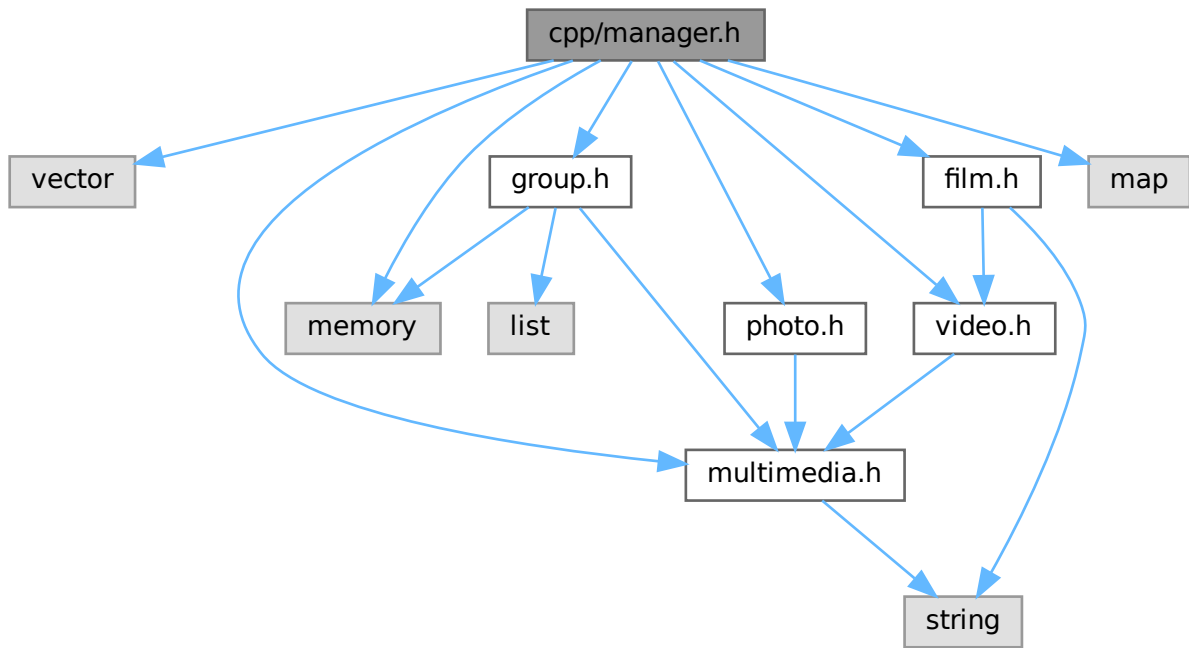 cpp/manager.h
vector
group.h
film.h
map
memory
list
photo.h
video.h
multimedia.h
string